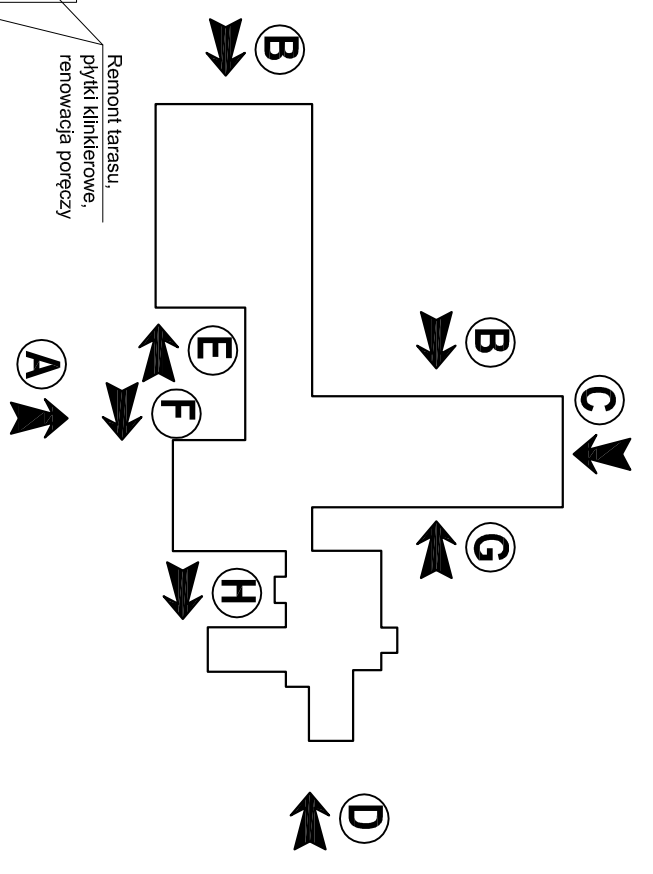 Remont tarasu,
płytki klinkierowe,
renowacja poręczy
A
B
B
C
D
E
F
G
H